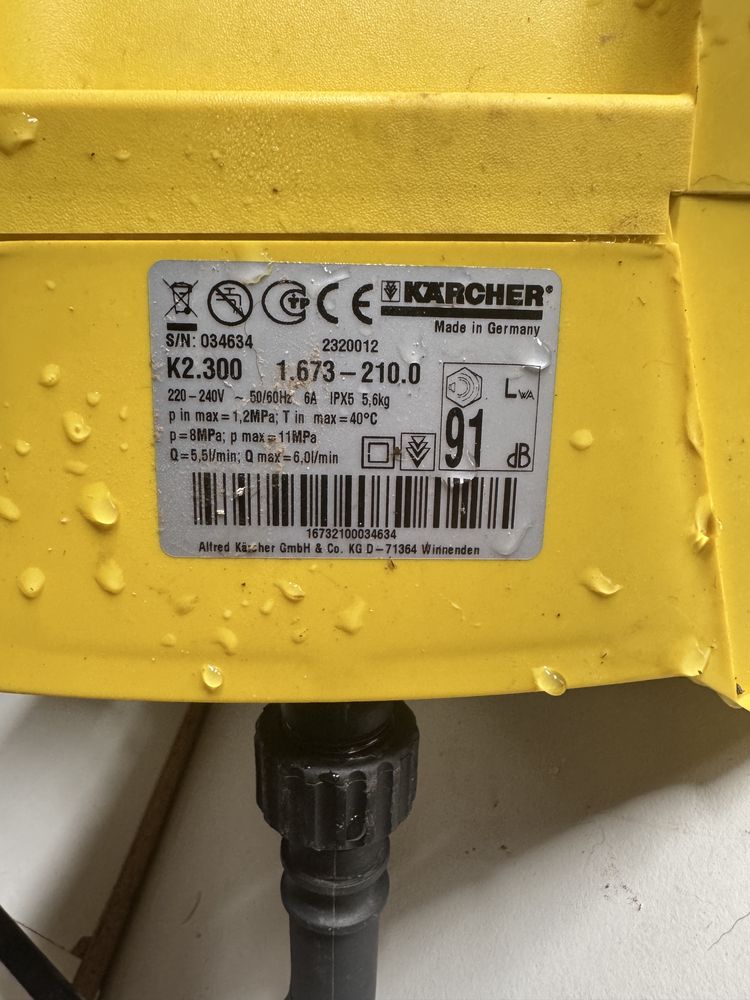 KÄRCHER®
Made in Germany
S/N: 034634 2320012
K2.300 1.673-210.0
220-240V ~ 50/60Hz 6A IPX5 5,6kg
p in max=1,2MPa; T in max=40°C
p=8MPa; p max=11MPa
Q=5,5l/min; Q max=6,0l/min
LWA
91
dB
16732100034634
Alfred Kärcher GmbH & Co. KG D-71364 Winnenden